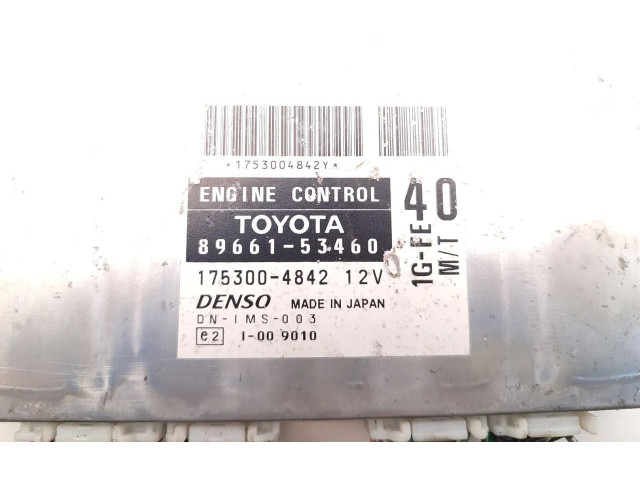 *1753004842Y*
ENGINE CONTROL
TOYOTA
89661-53460
175300-4842 12V
DENSO MADE IN JAPAN
DN-IMS-003
e2 I-00 9010
40
1G-FE
M/T